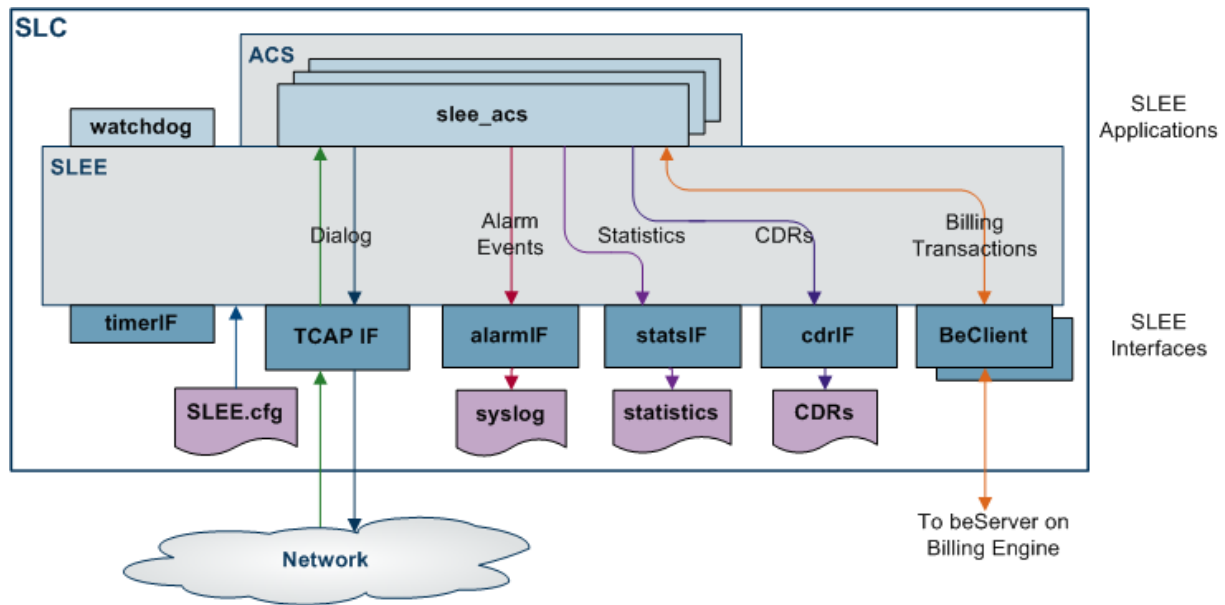 SLC
ACS
slee_acs
SLEE
Applications
watchdog
SLEE
Dialog
Alarm
Events
Statistics
CDRs
Billing
Transactions
timerIF
TCAP IF
alarmIF
statsIF
cdrIF
BeClient
SLEE
Interfaces
SLEE.cfg
syslog
statistics
CDRs
To beServer on
Billing Engine
Network